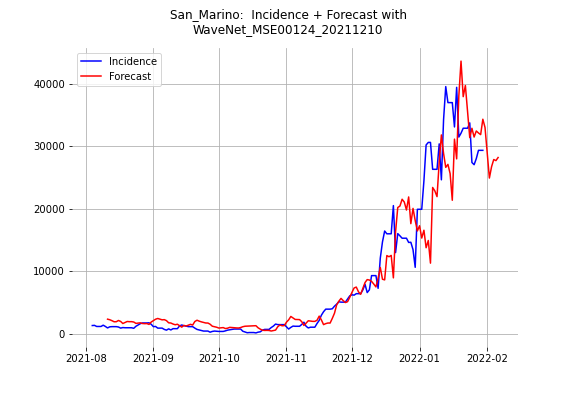 San_Marino:  Incidence + Forecast with
WaveNet_MSE00124_20211210
Incidence
Forecast
40000
30000
20000
10000
0
2021-08 2021-09 2021-10 2021-11 2021-12 2022-01 2022-02